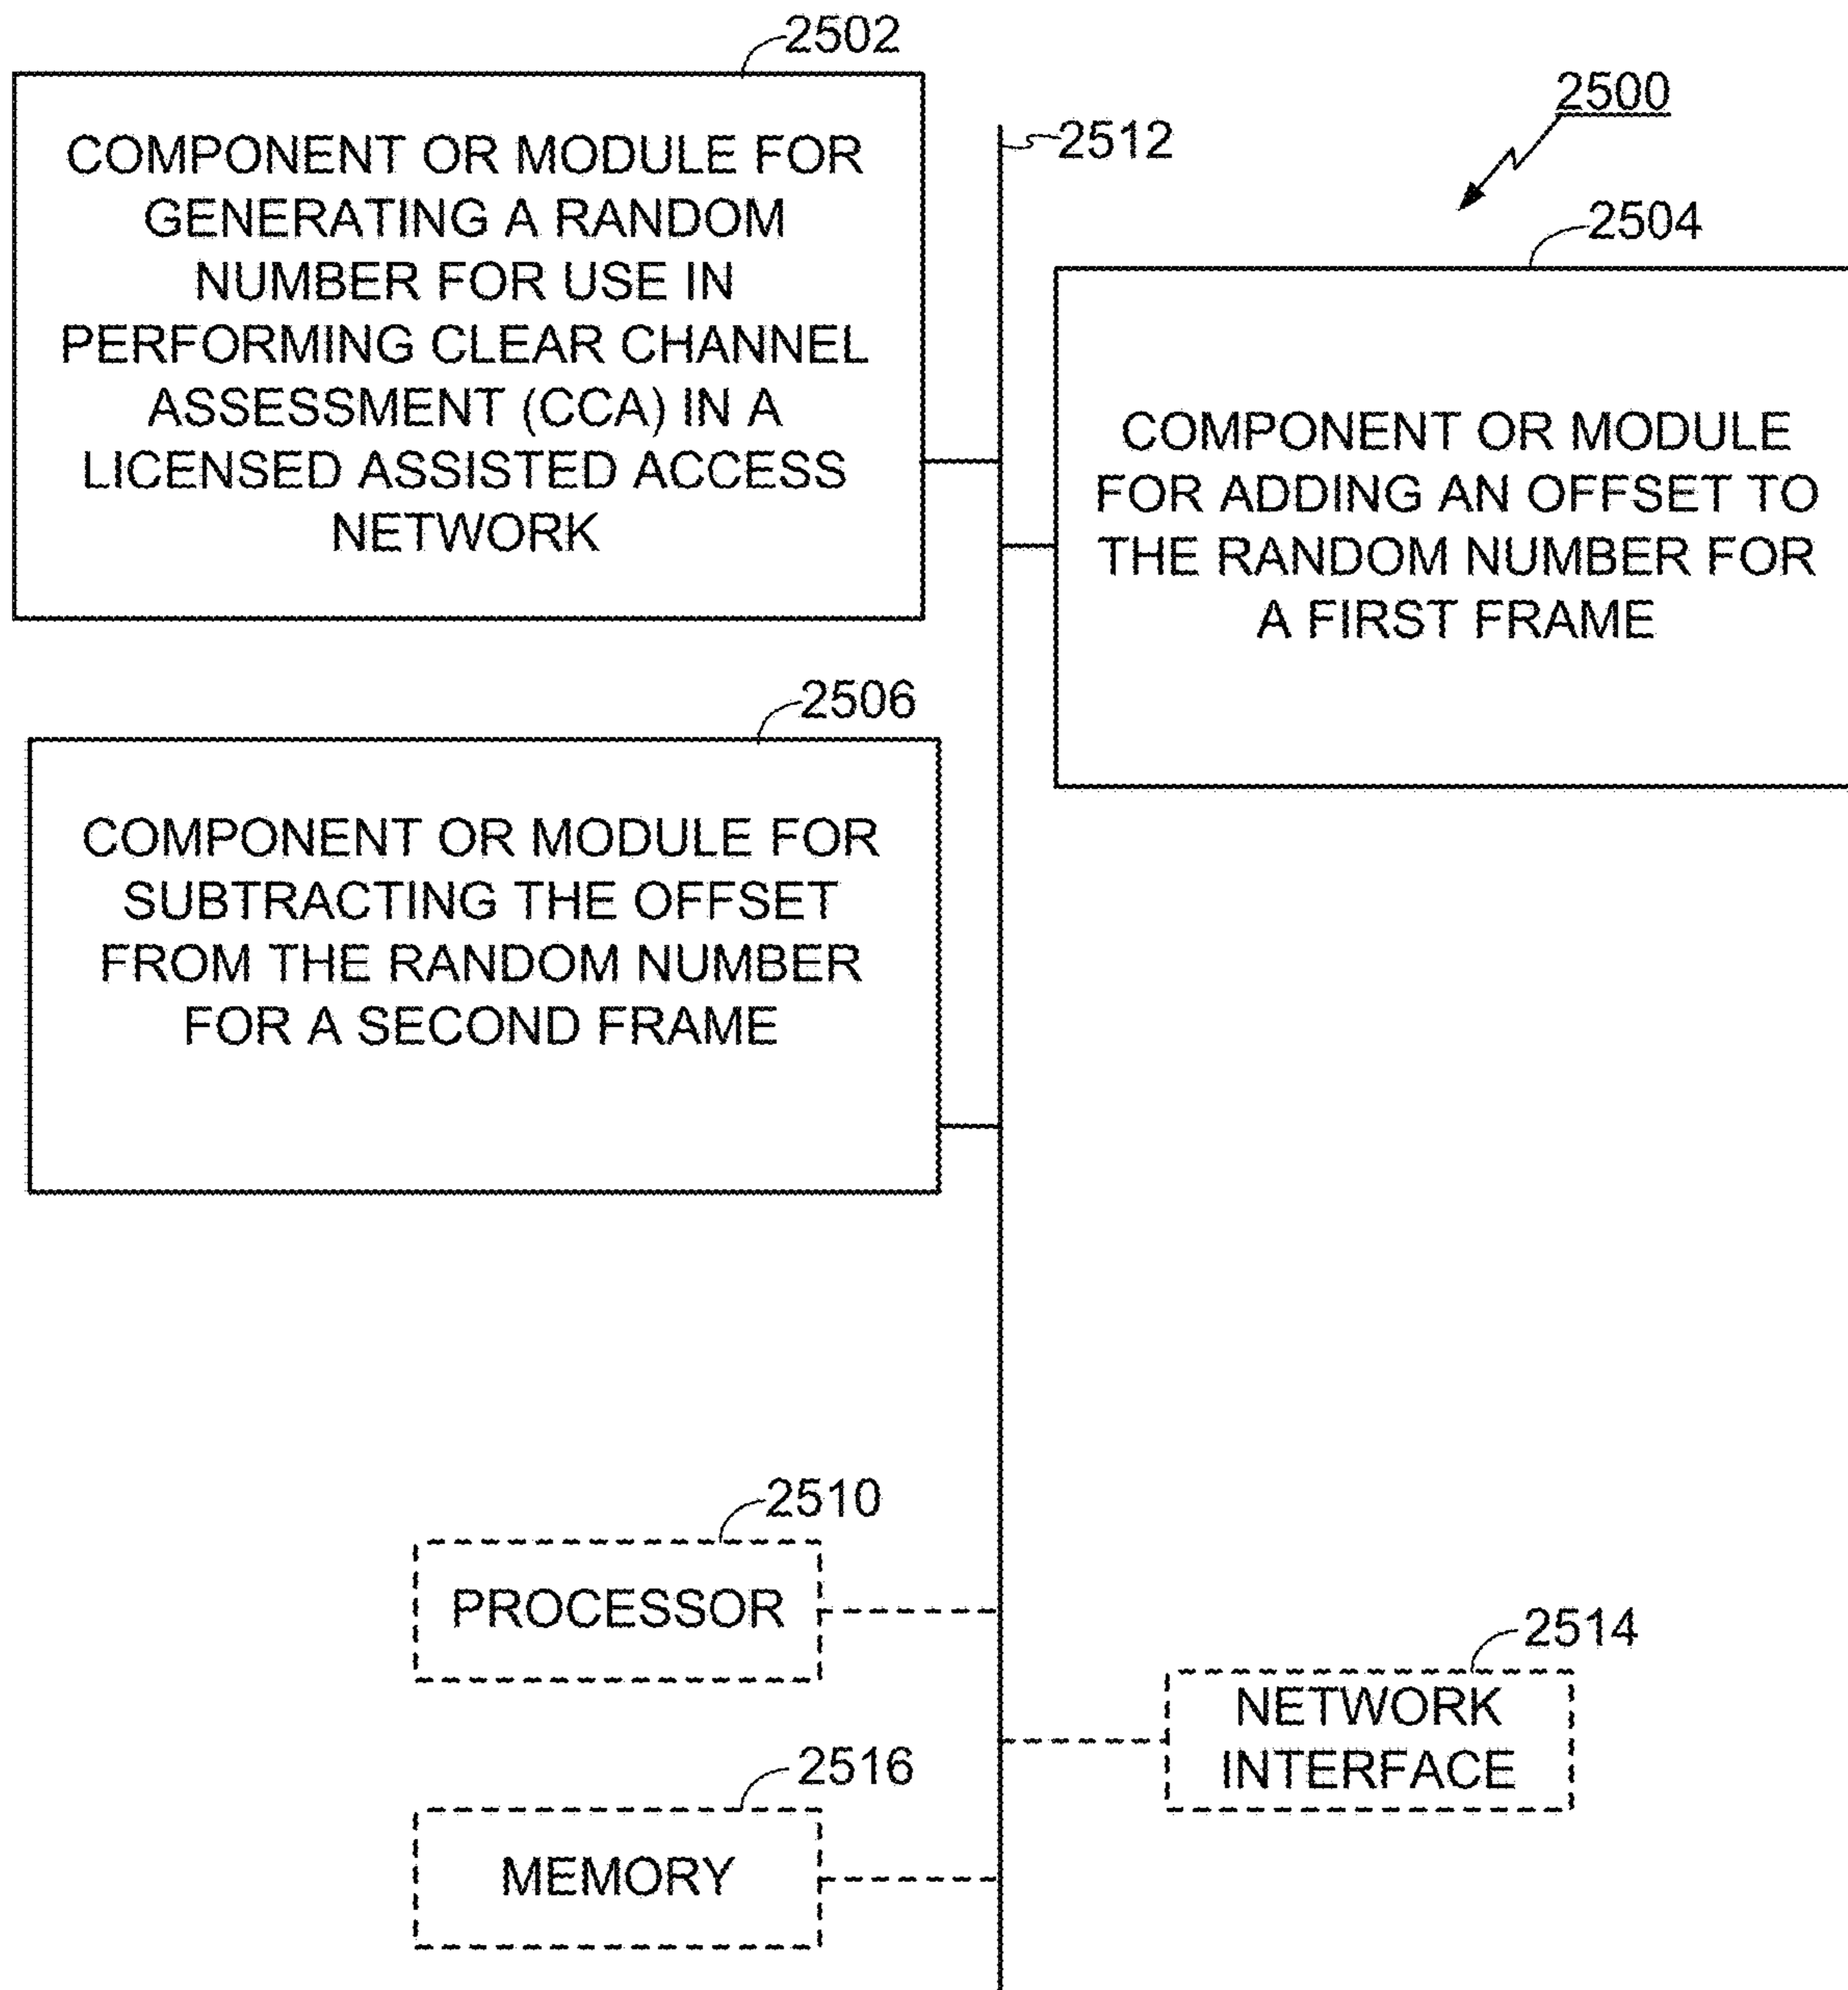 2502
COMPONENT OR MODULE FOR
GENERATING A RANDOM
NUMBER FOR USE IN
PERFORMING CLEAR CHANNEL
ASSESSMENT (CCA) IN A
LICENSED ASSISTED ACCESS
NETWORK
2512
2500
2504
COMPONENT OR MODULE
FOR ADDING AN OFFSET TO
THE RANDOM NUMBER FOR
A FIRST FRAME
2506
COMPONENT OR MODULE FOR
SUBTRACTING THE OFFSET
FROM THE RANDOM NUMBER
FOR A SECOND FRAME
2510
PROCESSOR
2514
NETWORK
INTERFACE
2516
MEMORY